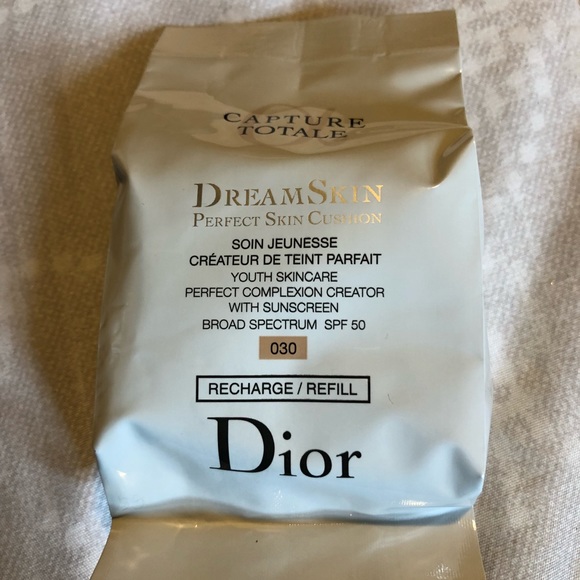 CAPTURE
TOTALE
DREAMSKIN
PERFECT SKIN CUSHION
SOIN JEUNESSE
CRÉATEUR DE TEINT PARFAIT
YOUTH SKINCARE
PERFECT COMPLEXION CREATOR
WITH SUNSCREEN
BROAD SPECTRUM SPF 50
030
RECHARGE / REFILL
Dior